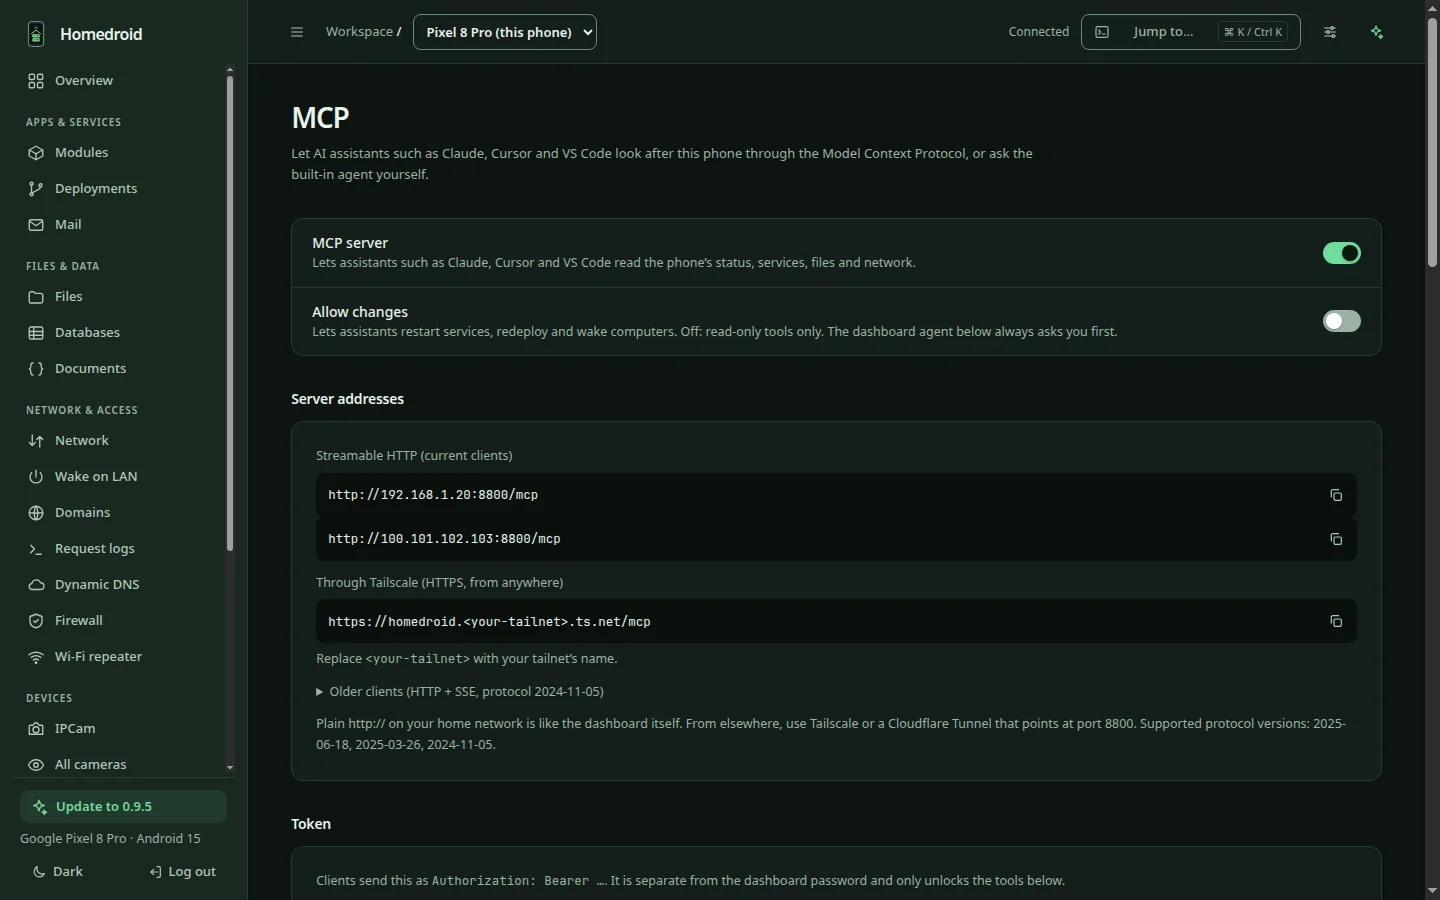 Homedroid
Overview
APPS & SERVICES
Modules
Deployments
Mail
FILES & DATA
Files
Databases
Documents
NETWORK & ACCESS
Network
Wake on LAN
Domains
Request logs
Dynamic DNS
Firewall
Wi-Fi repeater
DEVICES
IPCam
All cameras
Update to 0.9.5
Google Pixel 8 Pro · Android 15
Dark
Log out
Workspace /
Pixel 8 Pro (this phone)
Connected
Jump to...
⌘ K / Ctrl K
MCP
Let AI assistants such as Claude, Cursor and VS Code look after this phone through the Model Context Protocol, or ask the
built-in agent yourself.
MCP server
Lets assistants such as Claude, Cursor and VS Code read the phone’s status, services, files and network.
Allow changes
Lets assistants restart services, redeploy and wake computers. Off: read-only tools only. The dashboard agent below always asks you first.
Server addresses
Streamable HTTP (current clients)
http://192.168.1.20:8800/mcp
http://100.101.102.103:8800/mcp
Through Tailscale (HTTPS, from anywhere)
https://homedroid.<your-tailnet>.ts.net/mcp
Replace <your-tailnet> with your tailnet’s name.
Older clients (HTTP + SSE, protocol 2024-11-05)
Plain http:// on your home network is like the dashboard itself. From elsewhere, use Tailscale or a Cloudflare Tunnel that points at port 8800. Supported protocol versions: 2025-
06-18, 2025-03-26, 2024-11-05.
Token
Clients send this as Authorization: Bearer …. It is separate from the dashboard password and only unlocks the tools below.